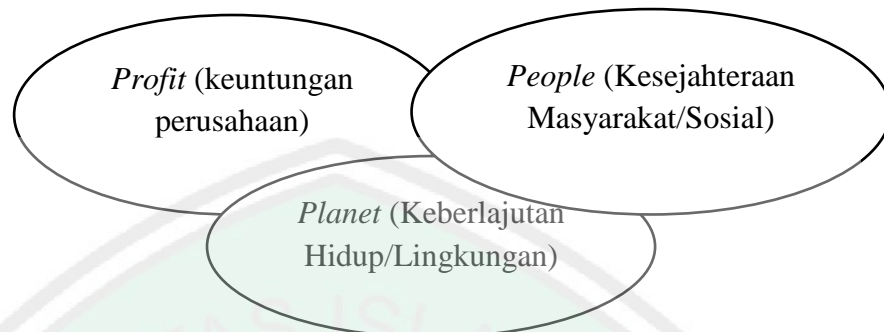 Profit (keuntungan
perusahaan)
People (Kesejahteraan
Masyarakat/Sosial)
Planet (Keberlajutan
Hidup/Lingkungan)